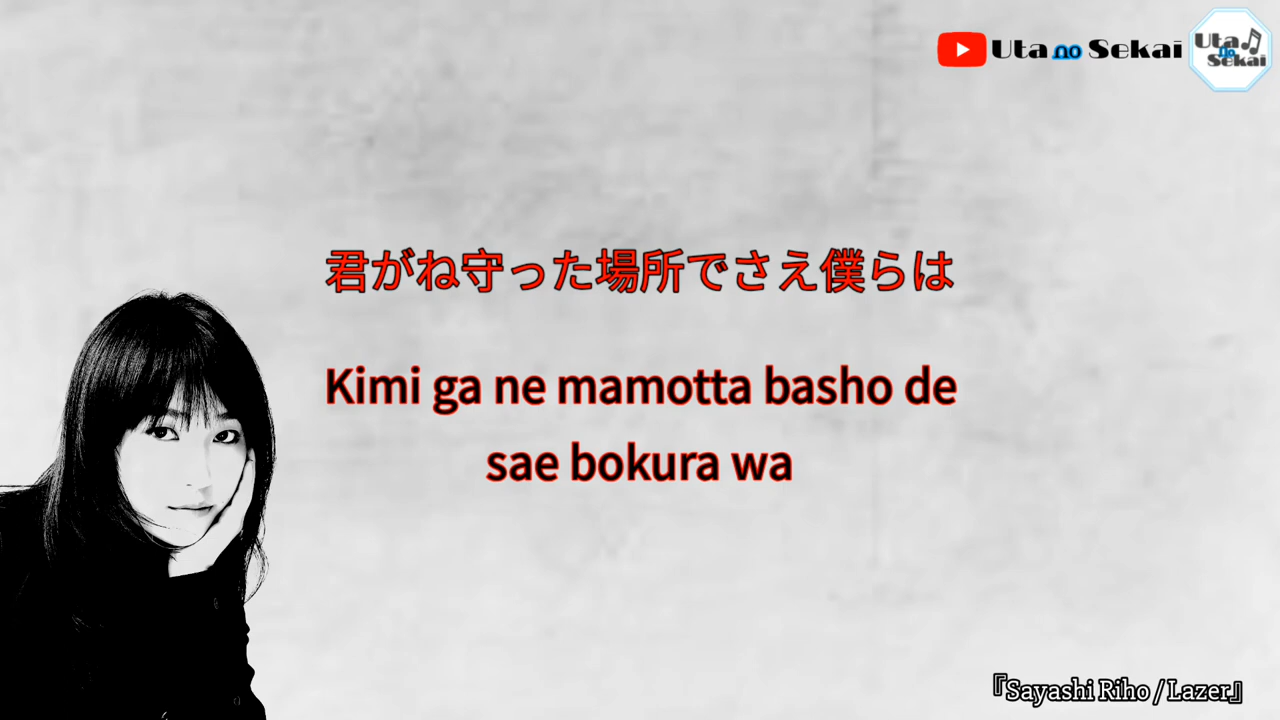 Uta no Sekai
Uta
no
Sekai
君がね守った場所でさえ僕らは
Kimi ga ne mamotta basho de
sae bokura wa
『Sayashi Riho / Lazer』